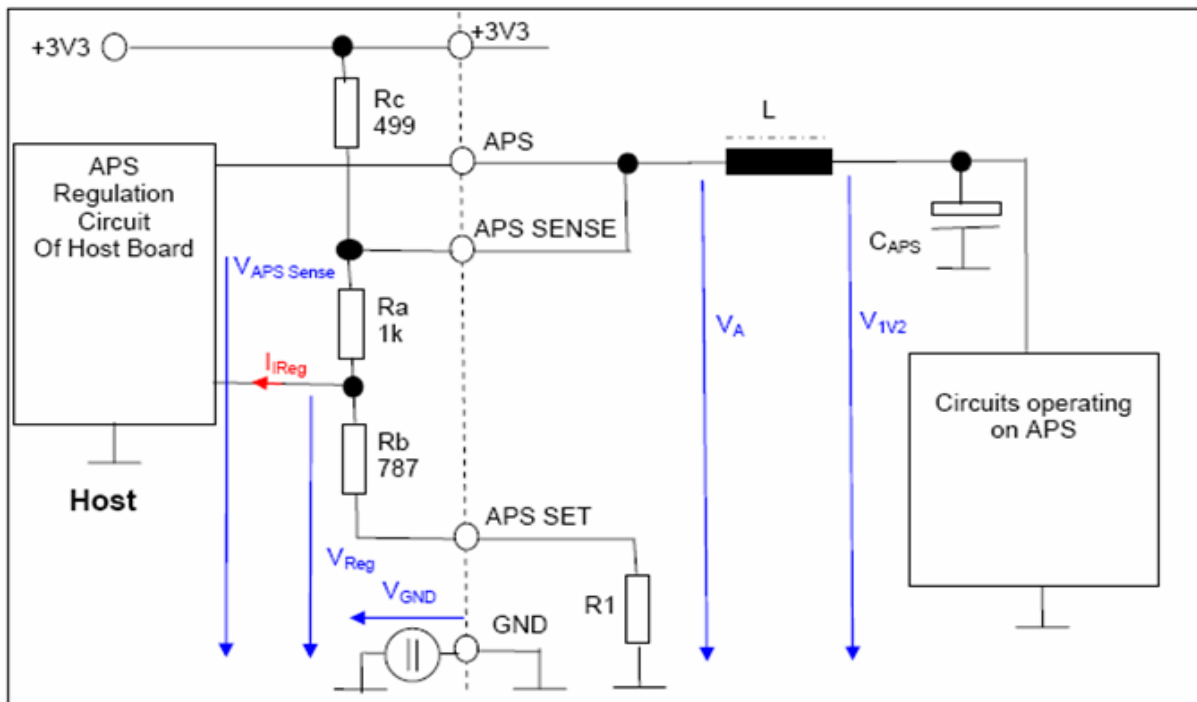 +3V3
+3V3
Rc
499
L
APS
APS
Regulation
Circuit
Of Host Board
APS SENSE
CAPS
VAPS Sense
Ra
1k
VA
V1V2
IIReg
Circuits operating
on APS
Rb
787
Host
APS SET
VReg
VGND
R1
GND